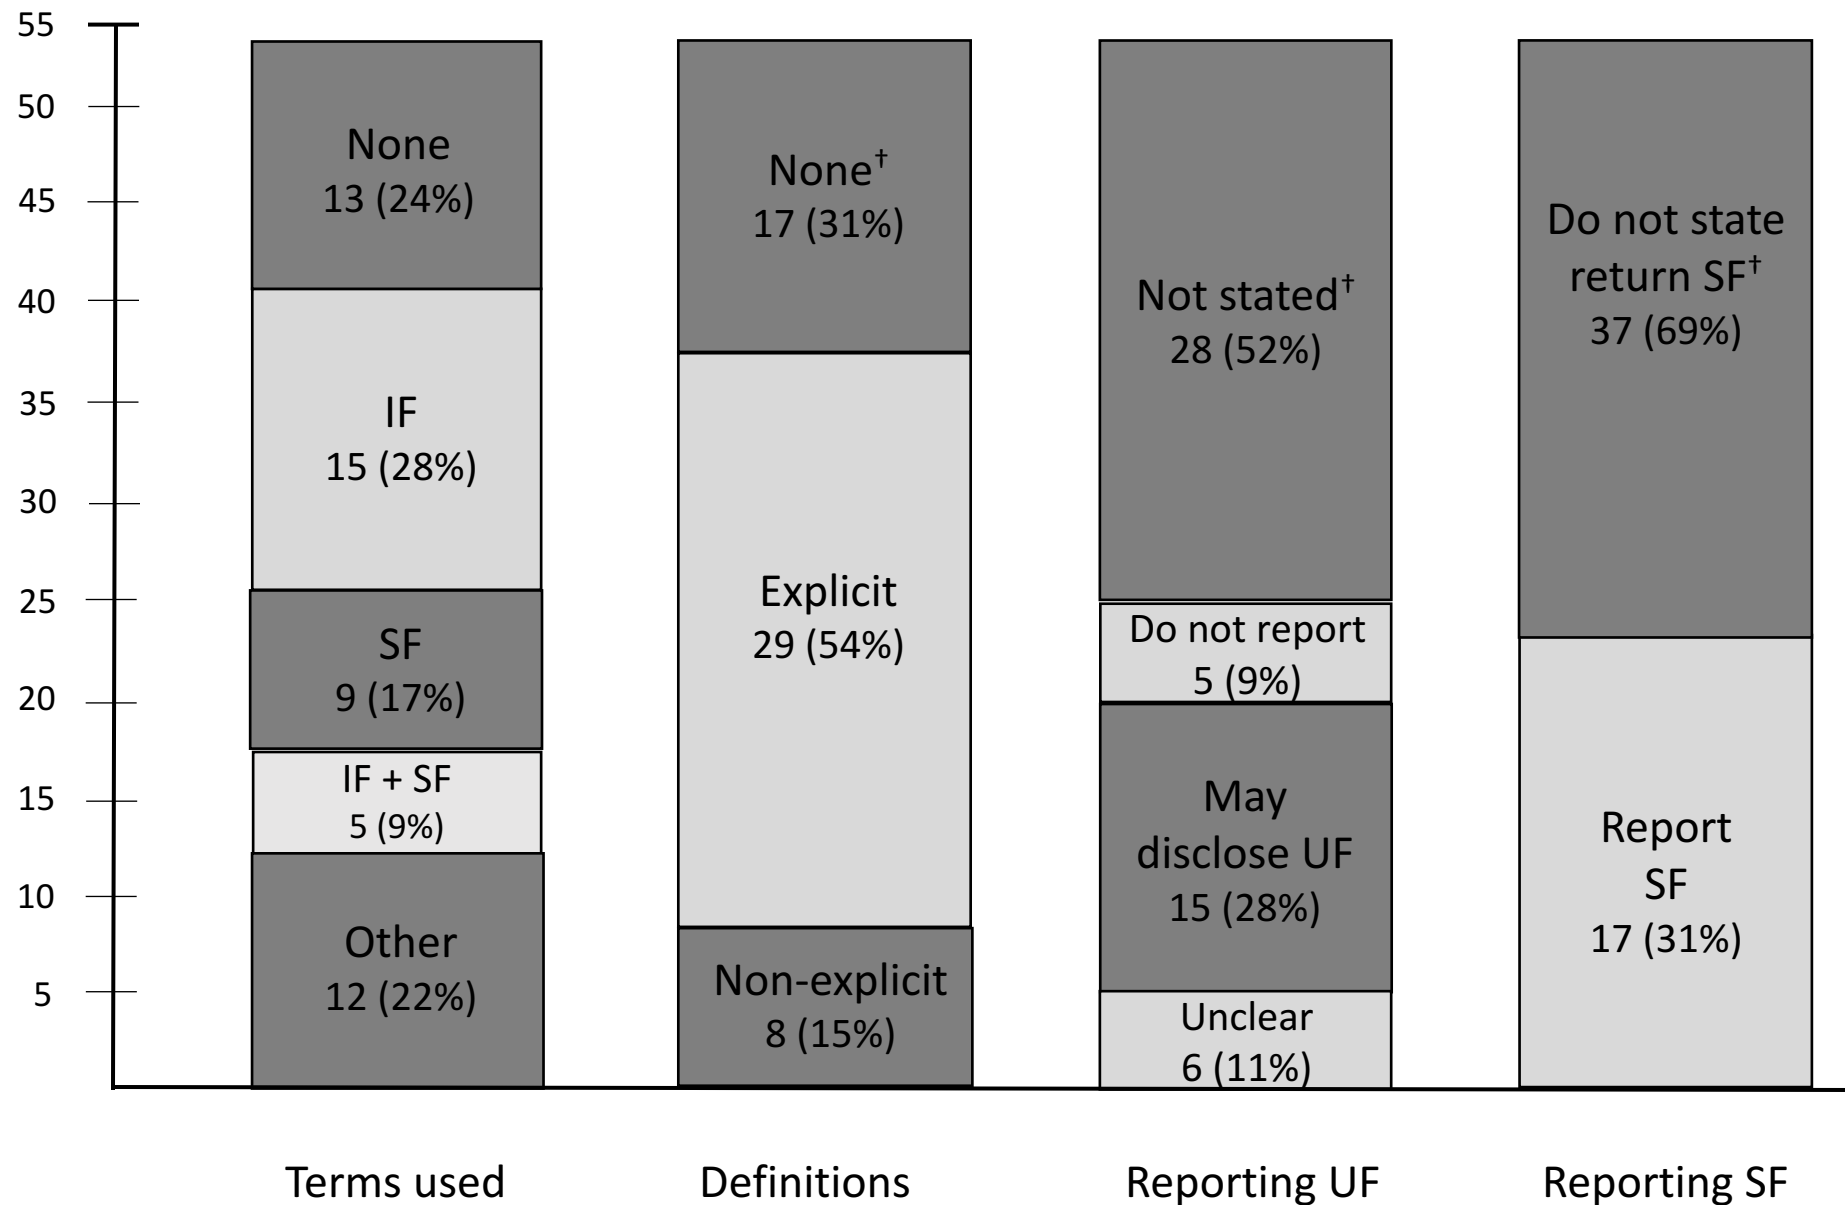 55
50
45
40
35
30
25
20
15
10
5
None
13 (24%)
IF
15 (28%)
SF
9 (17%)
IF + SF
5 (9%)
Other
12 (22%)
None†
17 (31%)
Explicit
29 (54%)
Non-explicit
8 (15%)
Not stated†
28 (52%)
Do not report
5 (9%)
May
disclose UF
15 (28%)
Unclear
6 (11%)
Do not state
return SF†
37 (69%)
Report
SF
17 (31%)
Terms used
Definitions
Reporting UF
Reporting SF